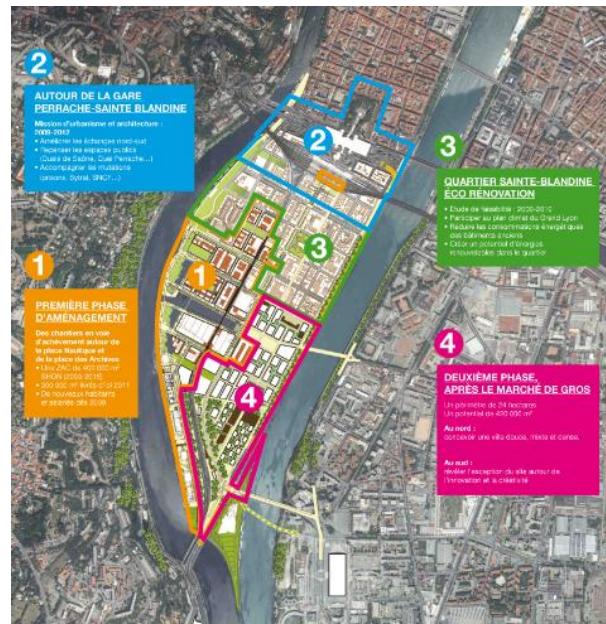 2
AUTOUR DE LA GARE
PERRACHE-SAINTE BLANDINE
Mission d'urbanisme et architecture :
2009-2012
• Améliorer les échanges nord-sud
• Repenser les espaces publics
(Quais de Saône, Quai Perrache...)
• Accompagner les mutations
(prisons, Sytral, SNCF...)
1
PREMIÈRE PHASE
D'AMÉNAGEMENT
Des chantiers en voie
d'achèvement autour de
la place Nautique et
de la place des Archives
• Une ZAC de 400 000 m²
SHON
• 300 000 m² livrés d'ici 2011
• De nouveaux habitants
et salariés dès 2009
3
QUARTIER SAINTE-BLANDINE
ÉCO RÉNOVATION
• Étude de faisabilité :
• Participer au plan climat du Grand Lyon
• Réduire les consommations énergétiques
des bâtiments anciens
• Créer un potentiel d'énergies
renouvelables dans le quartier
4
DEUXIÈME PHASE,
APRÈS LE MARCHÉ DE GROS
Un périmètre de 24 hectares
Un potentiel de 420 000 m²
Au nord :
concevoir une ville douce, mixte et dense.
Au sud :
révéler l'exception du site autour de
l'innovation et la créativité
2
3
1
4